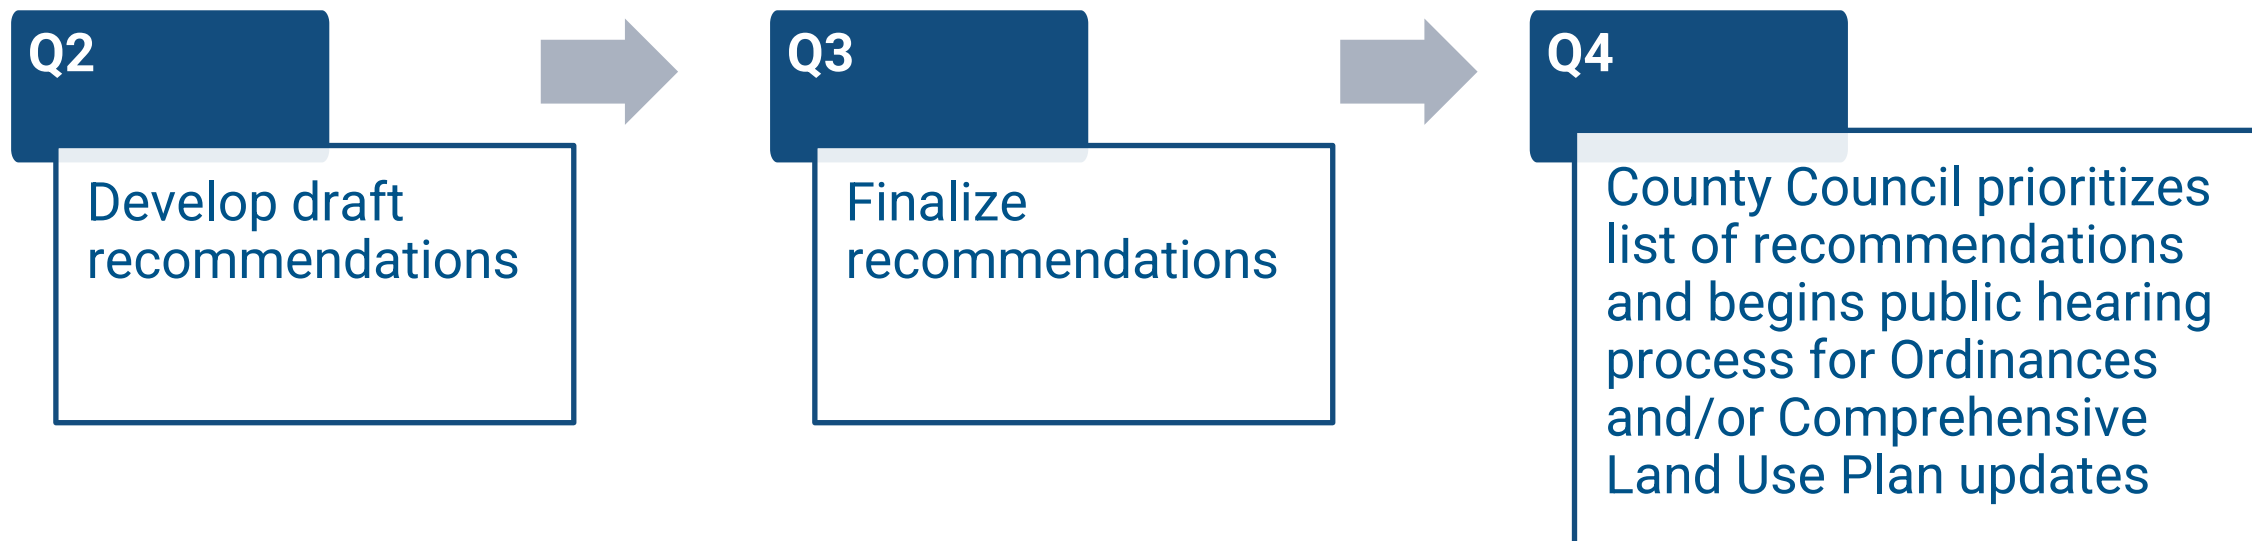 Q2
Develop draft
recommendations
Q3
Finalize
recommendations
Q4
County Council prioritizes
list of recommendations
and begins public hearing
process for Ordinances
and/or Comprehensive
Land Use Plan updates